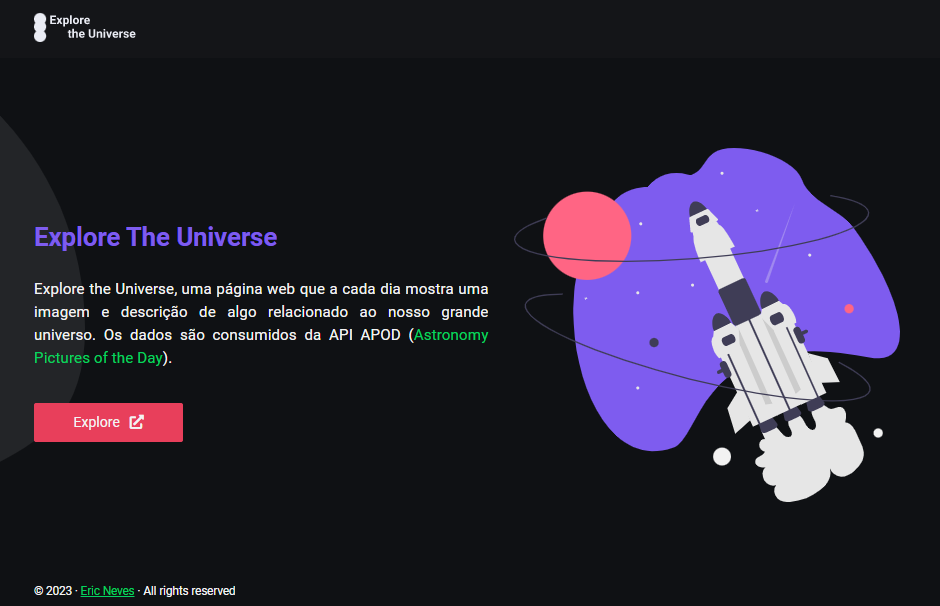 Explore
the Universe
Explore The Universe
Explore the Universe, uma página web que a cada dia mostra uma
imagem e descrição de algo relacionado ao nosso grande
universo. Os dados são consumidos da API APOD (Astronomy
Pictures of the Day).
Explore
© 2023 · Eric Neves · All rights reserved